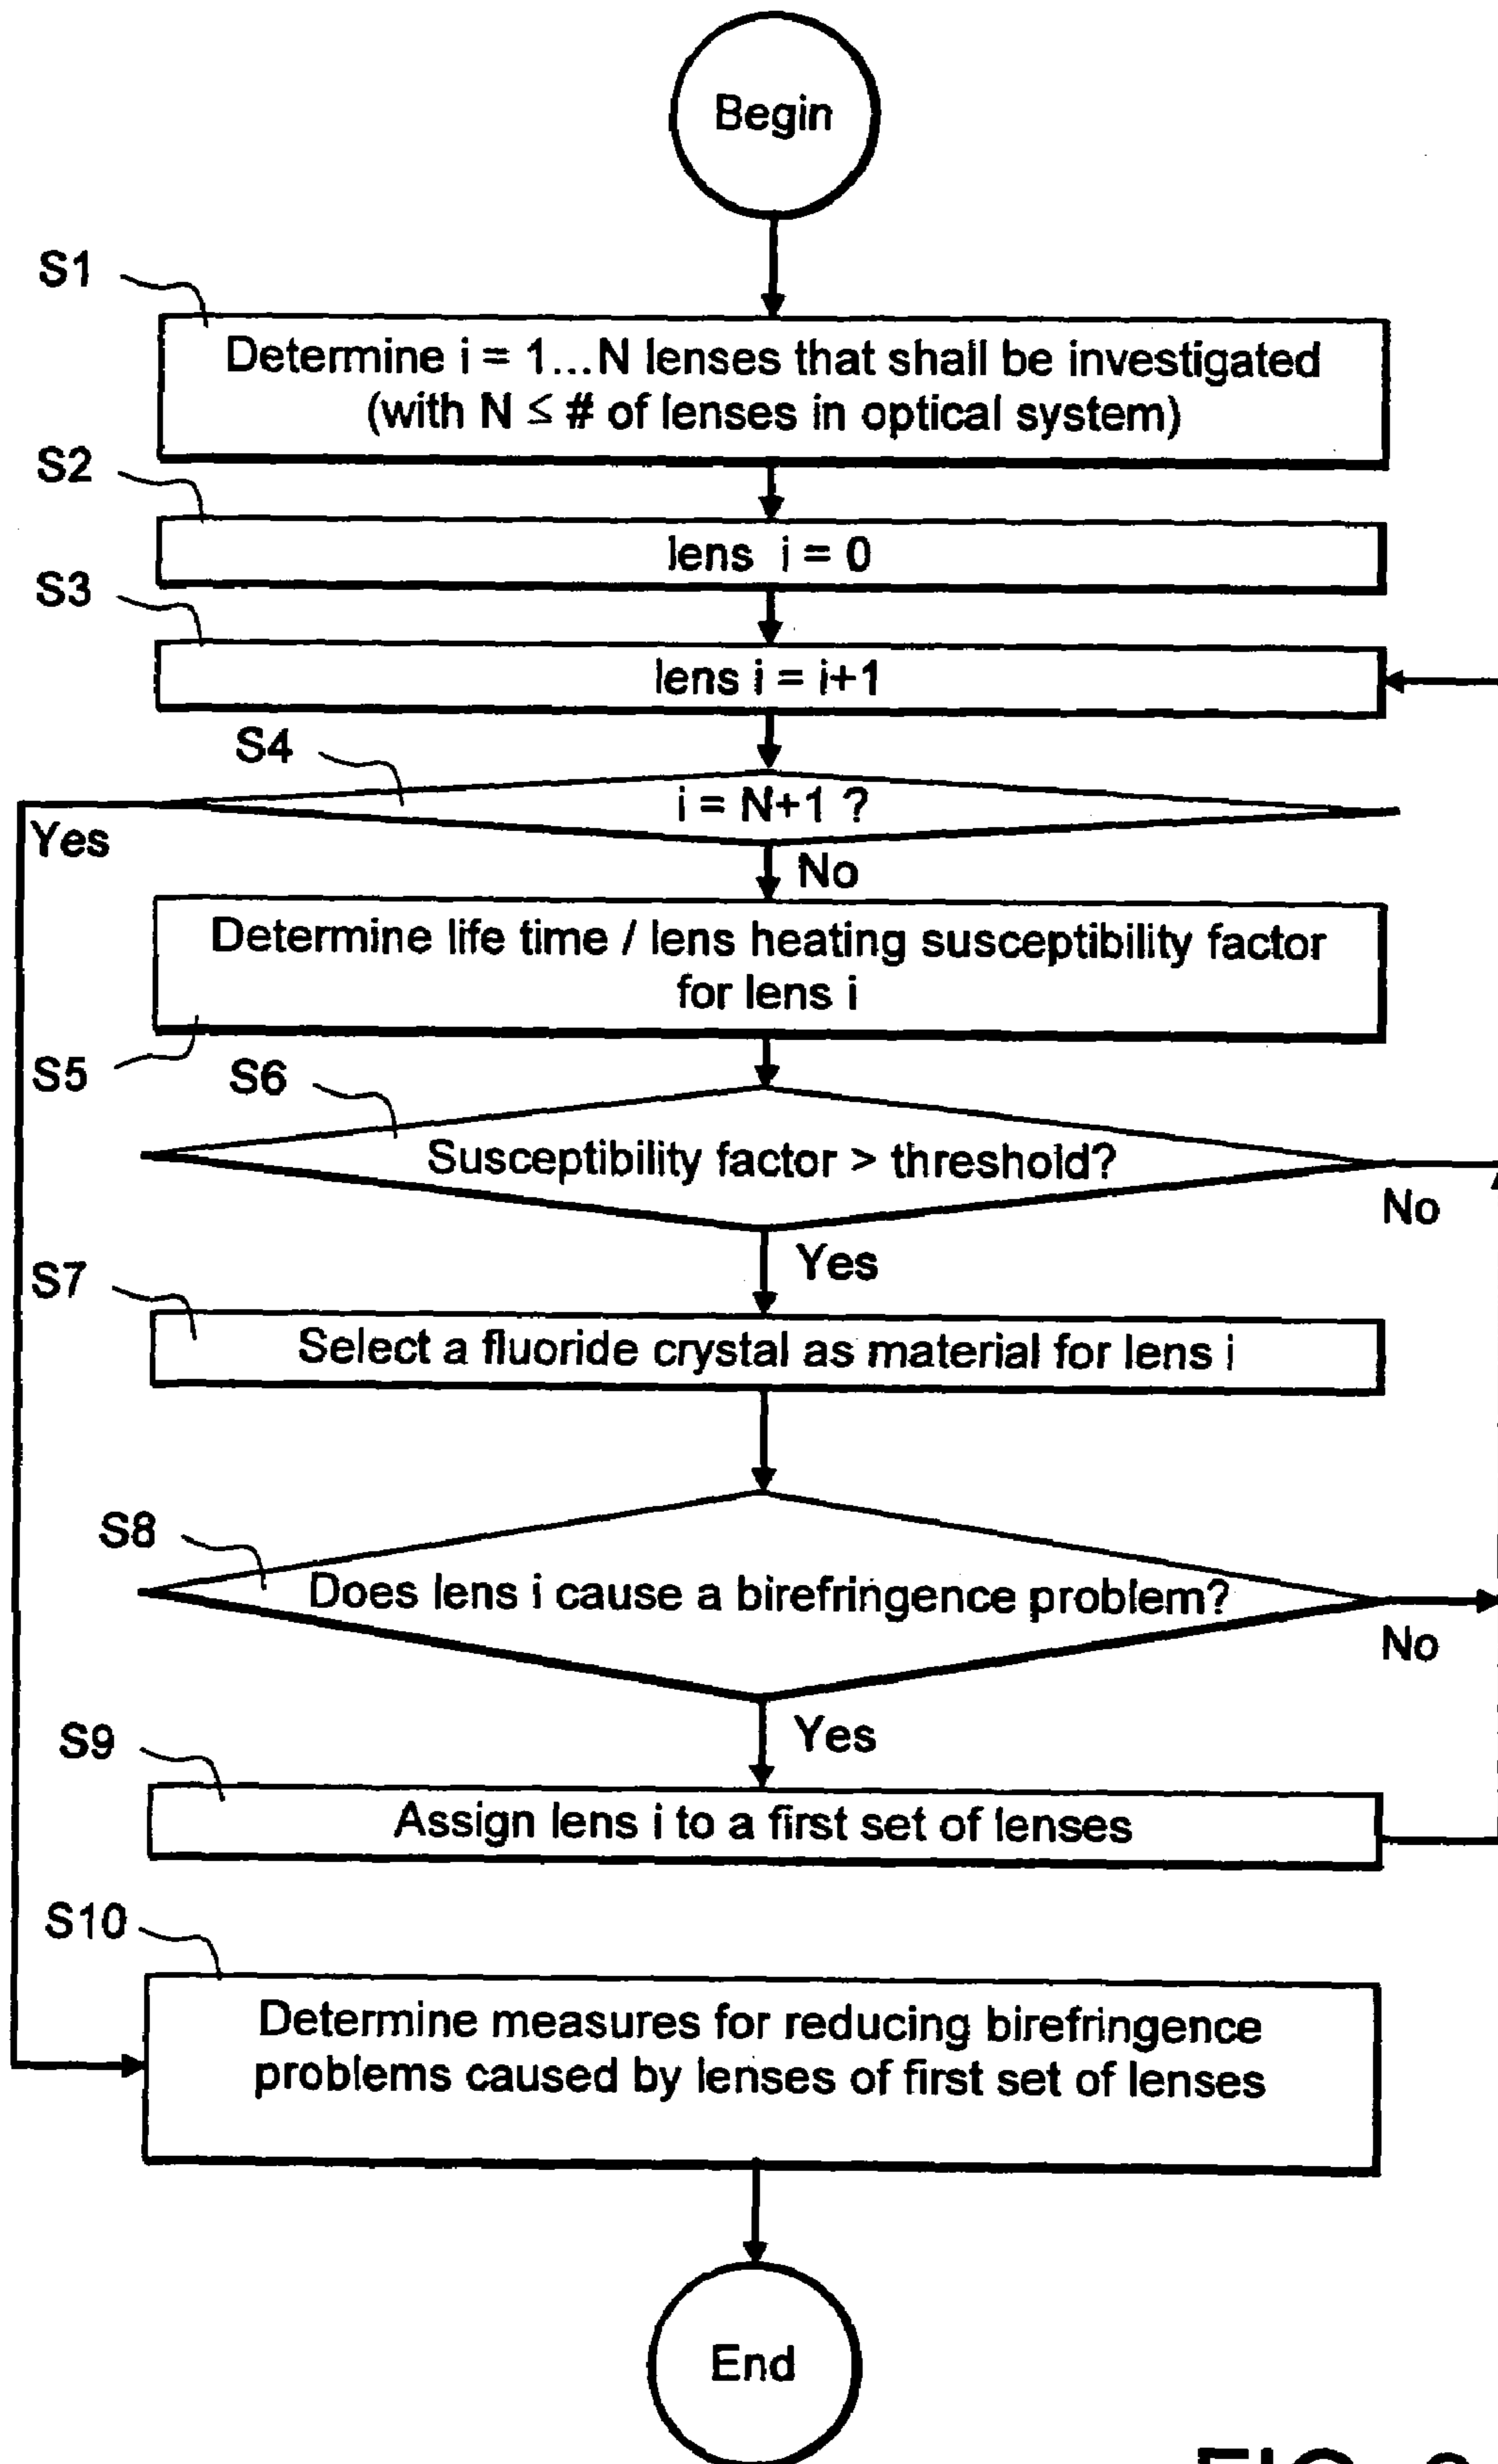 Begin
S1
Determine i = 1...N lenses that shall be investigated
(with N ≤ # of lenses in optical system)
S2
lens i = 0
S3
lens i = i+1
S4
i = N+1 ?
Yes
No
Determine life time / lens heating susceptibility factor
for lens i
S5
S6
Susceptibility factor > threshold?
No
Yes
S7
Select a fluoride crystal as material for lens i
S8
Does lens i cause a birefringence problem?
No
Yes
S9
Assign lens i to a first set of lenses
S10
Determine measures for reducing birefringence
problems caused by lenses of first set of lenses
End